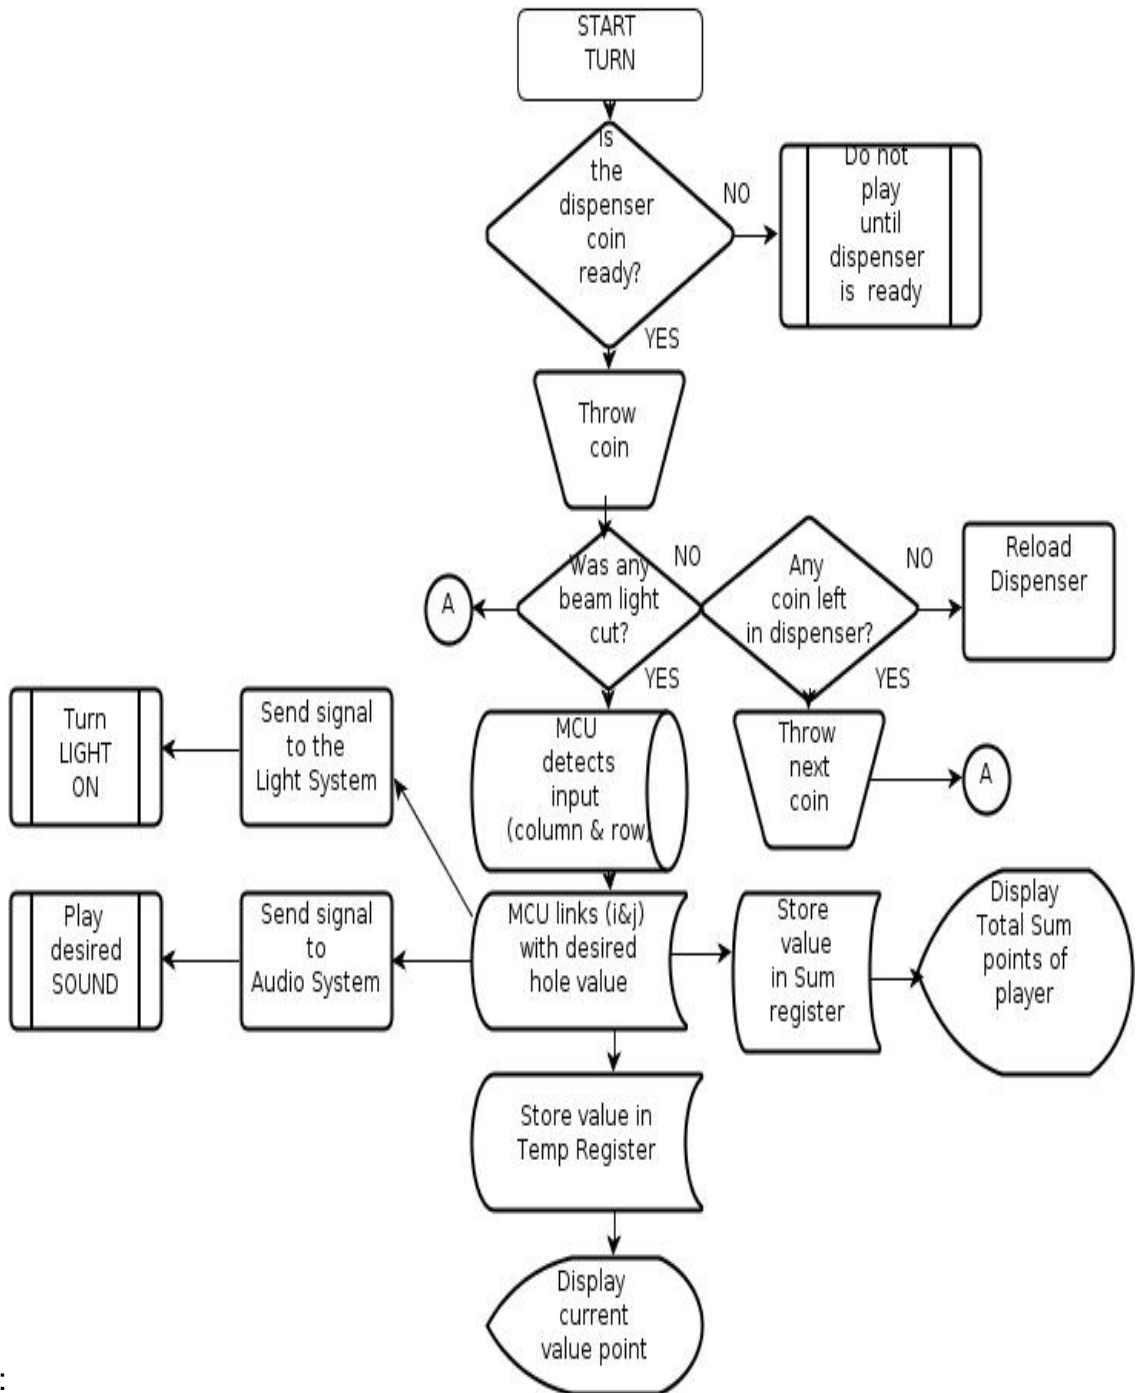 START
TURN
Is
the
dispenser
coin
ready?
NO
Do not
play
until
dispenser
is ready
YES
Throw
coin
Was any
beam light
cut?
NO
A
Any
coin left
in dispenser?
NO
Reload
Dispenser
YES
YES
Turn
LIGHT
ON
Send signal
to the
Light System
MCU
detects
input
(column & row)
Throw
next
coin
A
Play
desired
SOUND
Send signal
to
Audio System
MCU links (i&j)
with desired
hole value
Store
value
in Sum
register
Display
Total Sum
points of
player
Store value in
Temp Register
Display
current
value point
: